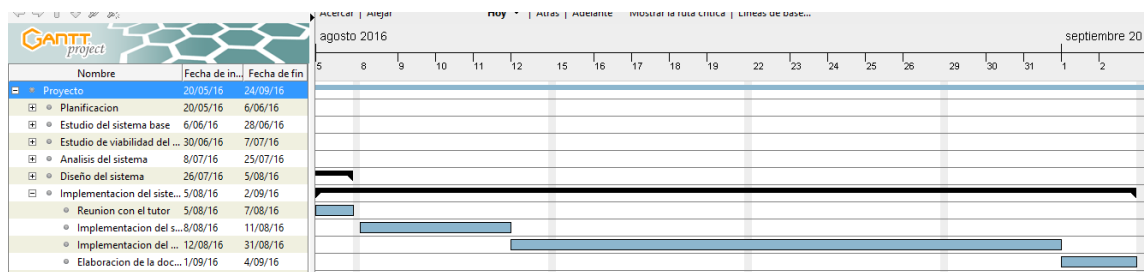 Acercar | Alejar Hoy | Atras | Adelante Mostrar la ruta critica | Lineas de base...
GANTT project
agosto 2016 septiembre 20
5 8 9 10 11 12 15 16 17 18 19 22 23 24 25 26 29 30 31 1 2
Nombre Fecha de in... Fecha de fin
Proyecto 20/05/16 24/09/16
Planificacion 20/05/16 6/06/16
Estudio del sistema base 6/06/16 28/06/16
Estudio de viabilidad del ... 30/06/16 7/07/16
Analisis del sistema 8/07/16 25/07/16
Diseño del sistema 26/07/16 5/08/16
Implementacion del siste... 5/08/16 2/09/16
Reunion con el tutor 5/08/16 7/08/16
Implementacion del s... 8/08/16 11/08/16
Implementacion del ... 12/08/16 31/08/16
Elaboracion de la doc... 1/09/16 4/09/16